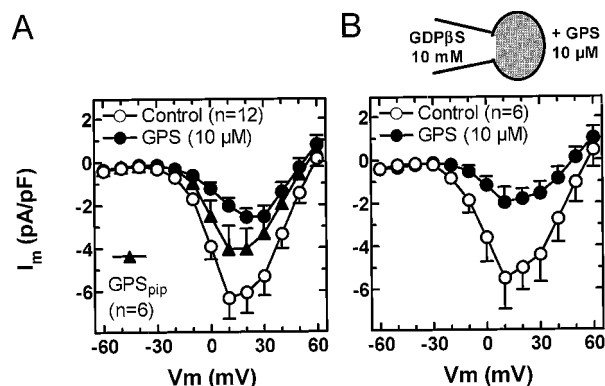 A
Control (n=12)
GPS (10 µM)
GPSpip
(n=6)
Im (pA/pF)
2
0
-2
-4
-6
-60 -30 0 30 60
Vm (mV)
B
GDPβS
10 mM
+ GPS
10 µM
Control (n=6)
GPS (10 µM)
2
0
-2
-4
-6
-60 -30 0 30 60
Vm (mV)